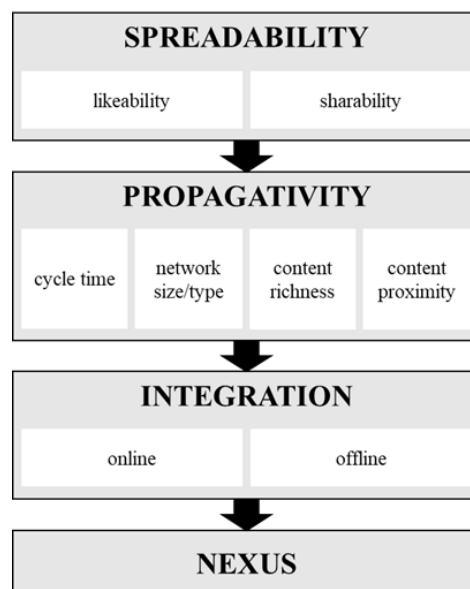 SPREADABILITY
likeability
sharability
PROPAGATIVITY
cycle time
network
size/type
content
richness
content
proximity
INTEGRATION
online
offline
NEXUS